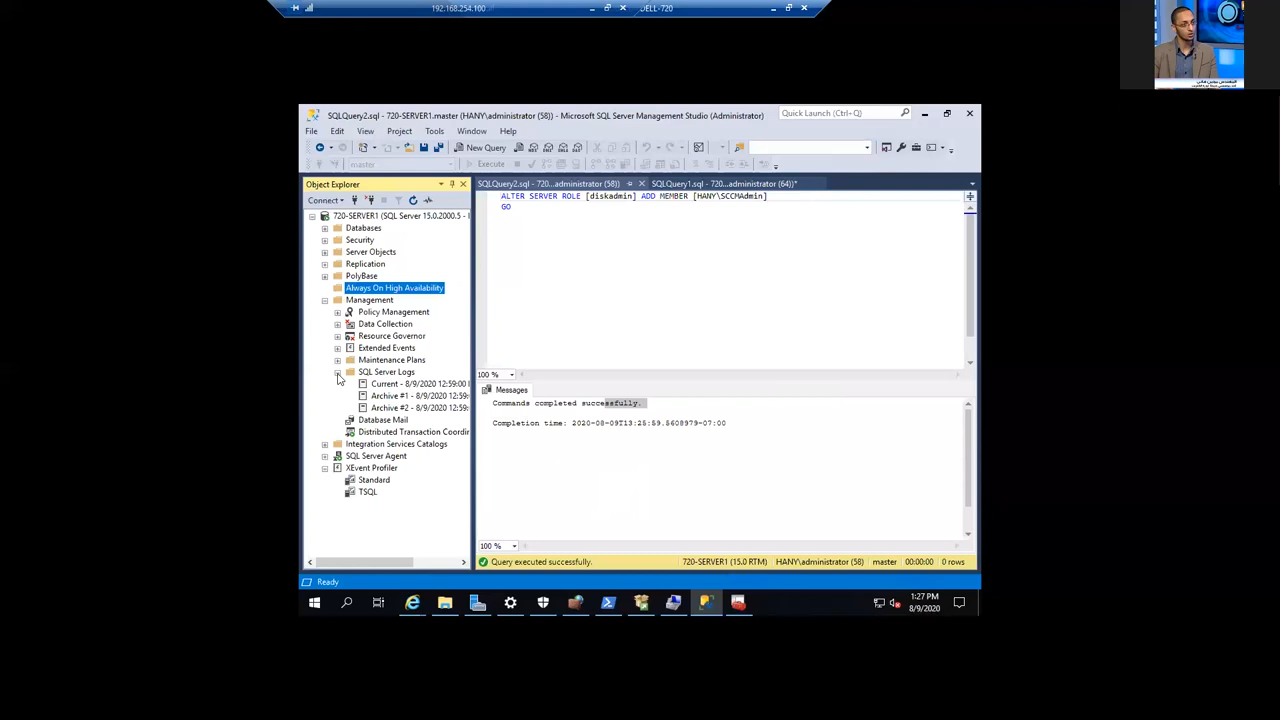 192.168.254.100
DELL-720
SQLQuery2.sql - 720-SERVER1.master (HANY\administrator (58)) - Microsoft SQL Server Management Studio (Administrator)
Quick Launch (Ctrl+Q)
File Edit View Project Tools Window Help
New Query
master
Execute
Object Explorer
SQLQuery2.sql - 720...administrator (58))
SQLQuery1.sql - 720...administrator (64))*
Connect
720-SERVER1 (SQL Server 15.0.2000.5 -
Databases
Security
Server Objects
Replication
PolyBase
Always On High Availability
Management
Policy Management
Data Collection
Resource Governor
Extended Events
Maintenance Plans
SQL Server Logs
Current - 8/9/2020 12:59:00
Archive #1 - 8/9/2020 12:59:
Archive #2 - 8/9/2020 12:59:
Database Mail
Distributed Transaction Coordin
Integration Services Catalogs
SQL Server Agent
XEvent Profiler
Standard
TSQL
ALTER SERVER ROLE [diskadmin] ADD MEMBER [HANY\SCCMAdmin]
GO
100 %
Messages
Commands completed successfully.
Completion time: 2020-08-09T13:25:59.5608979-07:00
100 %
Query executed successfully.
720-SERVER1 (15.0 RTM)
HANY\administrator (58)
master
00:00:00
0 rows
Ready
1:27 PM
8/9/2020